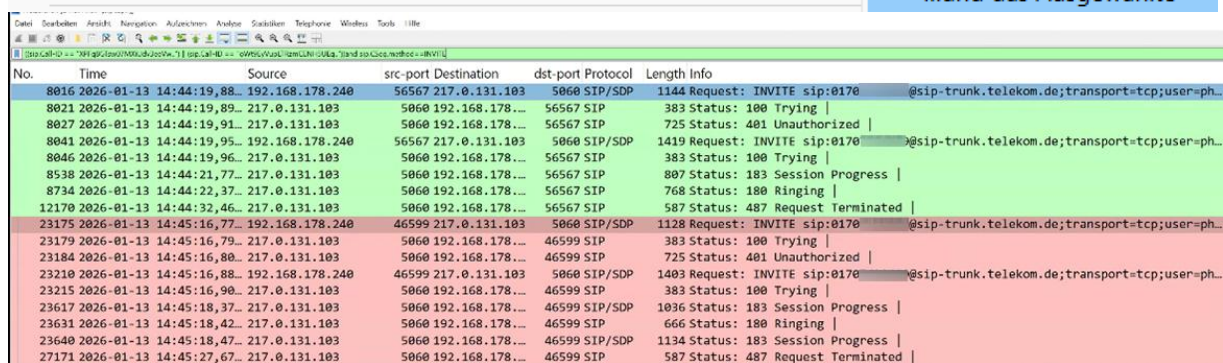 Datei Bearbeiten Ansicht Navigation Aufzeichnen Analyse Statistiken Telephonie Wireless Tools Hilfe
No. Time Source src-port Destination dst-port Protocol Length Info
8016 2026-01-13 14:44:19,88… 192.168.178.240 56567 217.0.131.103 5060 SIP/SDP 1144 Request: INVITE sip:0170 @sip-trunk.telekom.de;transport=tcp;user=ph…
8021 2026-01-13 14:44:19,89… 217.0.131.103 5060 192.168.178.… 56567 SIP 383 Status: 100 Trying |
8027 2026-01-13 14:44:19,91… 217.0.131.103 5060 192.168.178.… 56567 SIP 725 Status: 401 Unauthorized |
8041 2026-01-13 14:44:19,95… 192.168.178.240 56567 217.0.131.103 5060 SIP/SDP 1419 Request: INVITE sip:0170 @sip-trunk.telekom.de;transport=tcp;user=ph…
8046 2026-01-13 14:44:19,96… 217.0.131.103 5060 192.168.178.… 56567 SIP 383 Status: 100 Trying |
8538 2026-01-13 14:44:21,77… 217.0.131.103 5060 192.168.178.… 56567 SIP 807 Status: 183 Session Progress |
8734 2026-01-13 14:44:22,37… 217.0.131.103 5060 192.168.178.… 56567 SIP 768 Status: 180 Ringing |
12170 2026-01-13 14:44:32,46… 217.0.131.103 5060 192.168.178.… 56567 SIP 587 Status: 487 Request Terminated |
23175 2026-01-13 14:45:16,77… 192.168.178.240 46599 217.0.131.103 5060 SIP/SDP 1128 Request: INVITE sip:0170 @sip-trunk.telekom.de;transport=tcp;user=ph…
23179 2026-01-13 14:45:16,79… 217.0.131.103 5060 192.168.178.… 46599 SIP 383 Status: 100 Trying |
23184 2026-01-13 14:45:16,80… 217.0.131.103 5060 192.168.178.… 46599 SIP 725 Status: 401 Unauthorized |
23210 2026-01-13 14:45:16,88… 192.168.178.240 46599 217.0.131.103 5060 SIP/SDP 1403 Request: INVITE sip:0170 @sip-trunk.telekom.de;transport=tcp;user=ph…
23215 2026-01-13 14:45:16,90… 217.0.131.103 5060 192.168.178.… 46599 SIP 383 Status: 100 Trying |
23617 2026-01-13 14:45:18,37… 217.0.131.103 5060 192.168.178.… 46599 SIP/SDP 1036 Status: 183 Session Progress |
23631 2026-01-13 14:45:18,42… 217.0.131.103 5060 192.168.178.… 46599 SIP 666 Status: 180 Ringing |
23640 2026-01-13 14:45:18,47… 217.0.131.103 5060 192.168.178.… 46599 SIP/SDP 1134 Status: 183 Session Progress |
27171 2026-01-13 14:45:27,67… 217.0.131.103 5060 192.168.178.… 46599 SIP 587 Status: 487 Request Terminated |